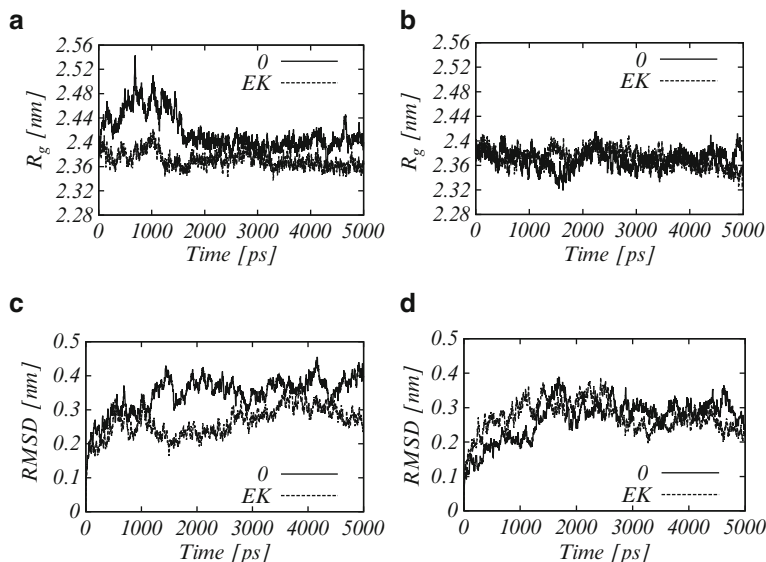 a
2.56
2.52
2.48
2.44
2.4
2.36
2.32
2.28
R_g [nm]
0
EK
0 1000 2000 3000 4000 5000
Time [ps]
b
2.56
2.52
2.48
2.44
2.4
2.36
2.32
2.28
R_g [nm]
0
EK
0 1000 2000 3000 4000 5000
Time [ps]
c
0.5
0.4
0.3
0.2
0.1
0
RMSD [nm]
0
EK
0 1000 2000 3000 4000 5000
Time [ps]
d
0.5
0.4
0.3
0.2
0.1
0
RMSD [nm]
0
EK
0 1000 2000 3000 4000 5000
Time [ps]